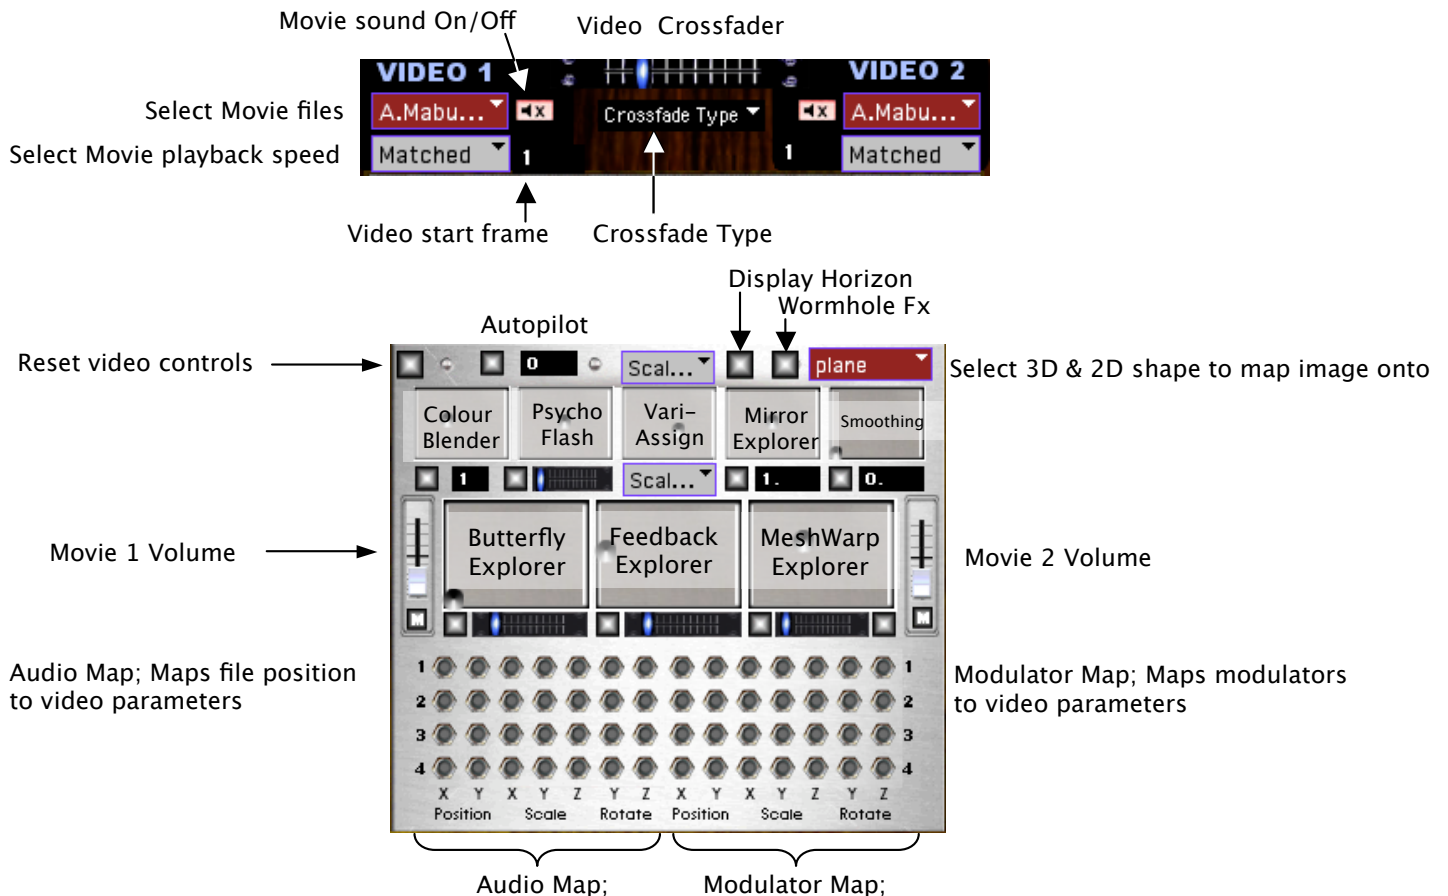 Movie sound On/Off
Video Crossfader
VIDEO 1
VIDEO 2
Select Movie files
A.Mabu...
Crossfade Type
A.Mabu...
Select Movie playback speed
Matched
1
1
Matched
Video start frame
Crossfade Type
Display Horizon
Wormhole Fx
Autopilot
Reset video controls
0
Scal...
plane
Select 3D & 2D shape to map image onto
Colour
Blender
Psycho
Flash
Vari-
Assign
Mirror
Explorer
Smoothing
1
Scal...
1.
0.
Movie 1 Volume
Butterfly
Explorer
Feedback
Explorer
MeshWarp
Explorer
Movie 2 Volume
M
M
Audio Map; Maps file position
to video parameters
Modulator Map; Maps modulators
to video parameters
1 1
2 2
3 3
4 4
X Y X Y Z Y Z X Y X Y Z Y Z
Position Scale Rotate Position Scale Rotate
Audio Map;
Modulator Map;